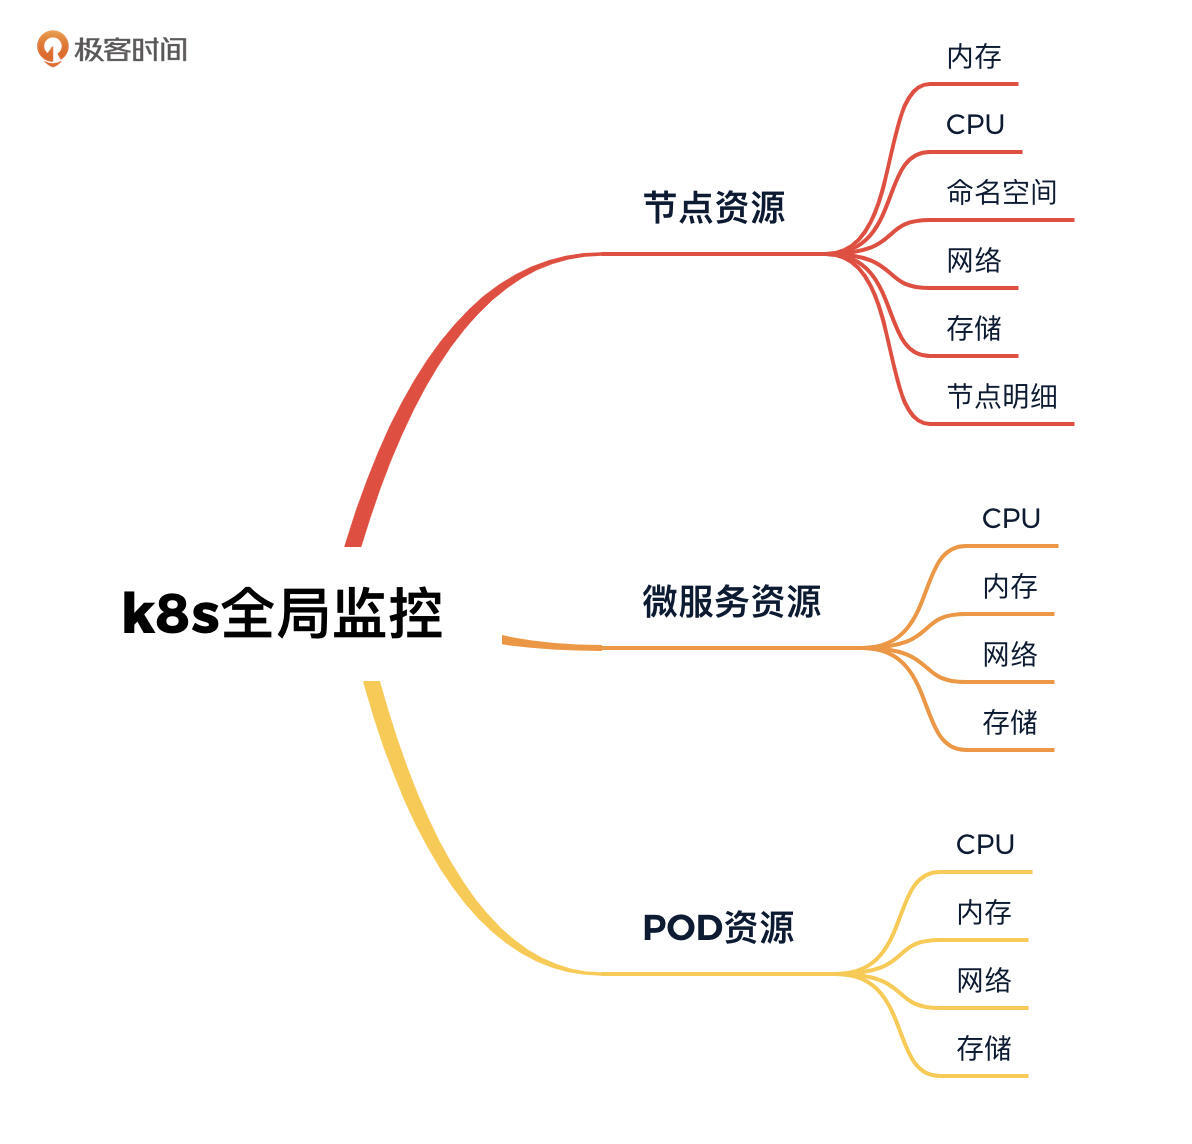 极客时间
k8s全局监控
节点资源
内存
CPU
命名空间
网络
存储
节点明细
微服务资源
CPU
内存
网络
存储
POD资源
CPU
内存
网络
存储